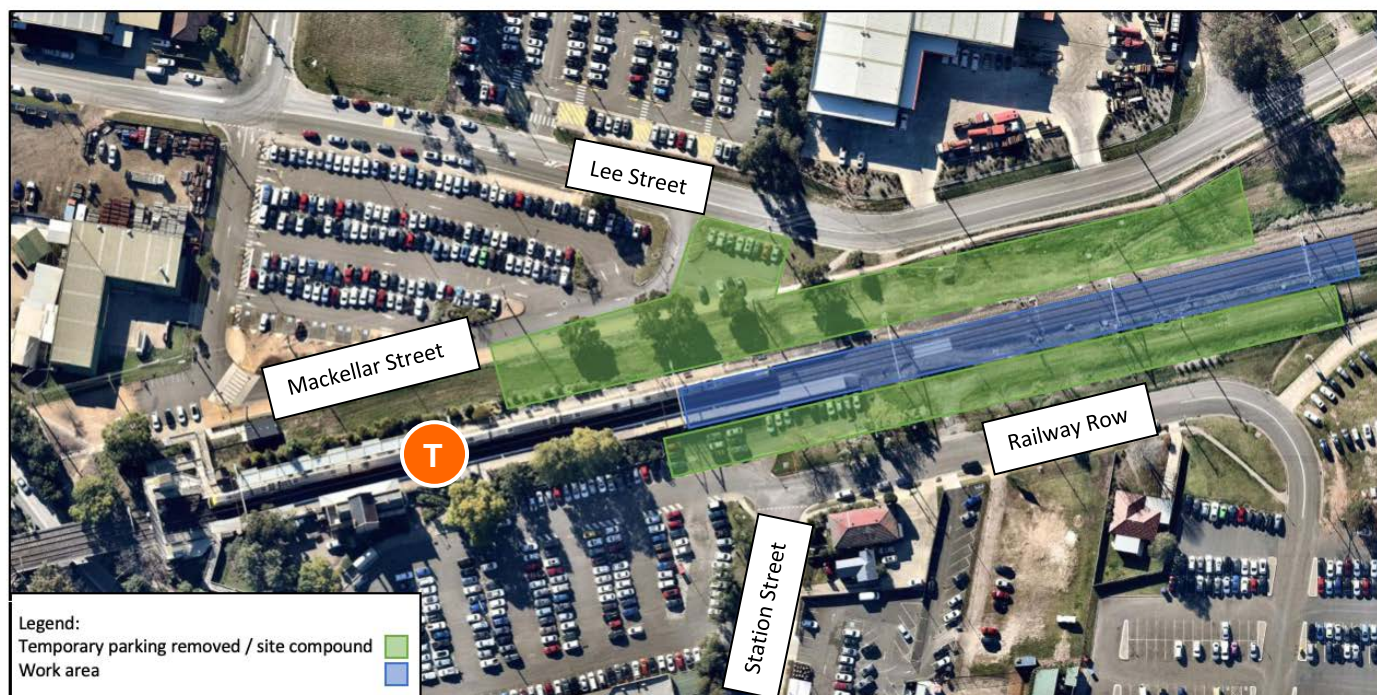 Lee Street
Mackellar Street
T
Railway Row
Station Street
Legend:
Temporary parking removed / site compound
Work area